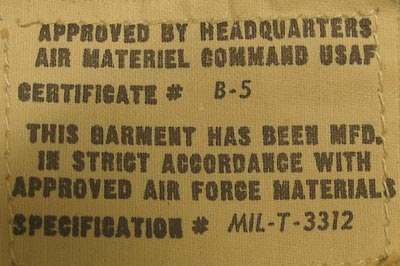 APPROVED BY HEADQUARTERS
AIR MATERIEL COMMAND USAF
CERTIFICATE # B-5
THIS GARMENT HAS BEEN MFD.
IN STRICT ACCORDANCE WITH
APPROVED AIR FORCE MATERIALS
SPECIFICATION # MIL-T-3312